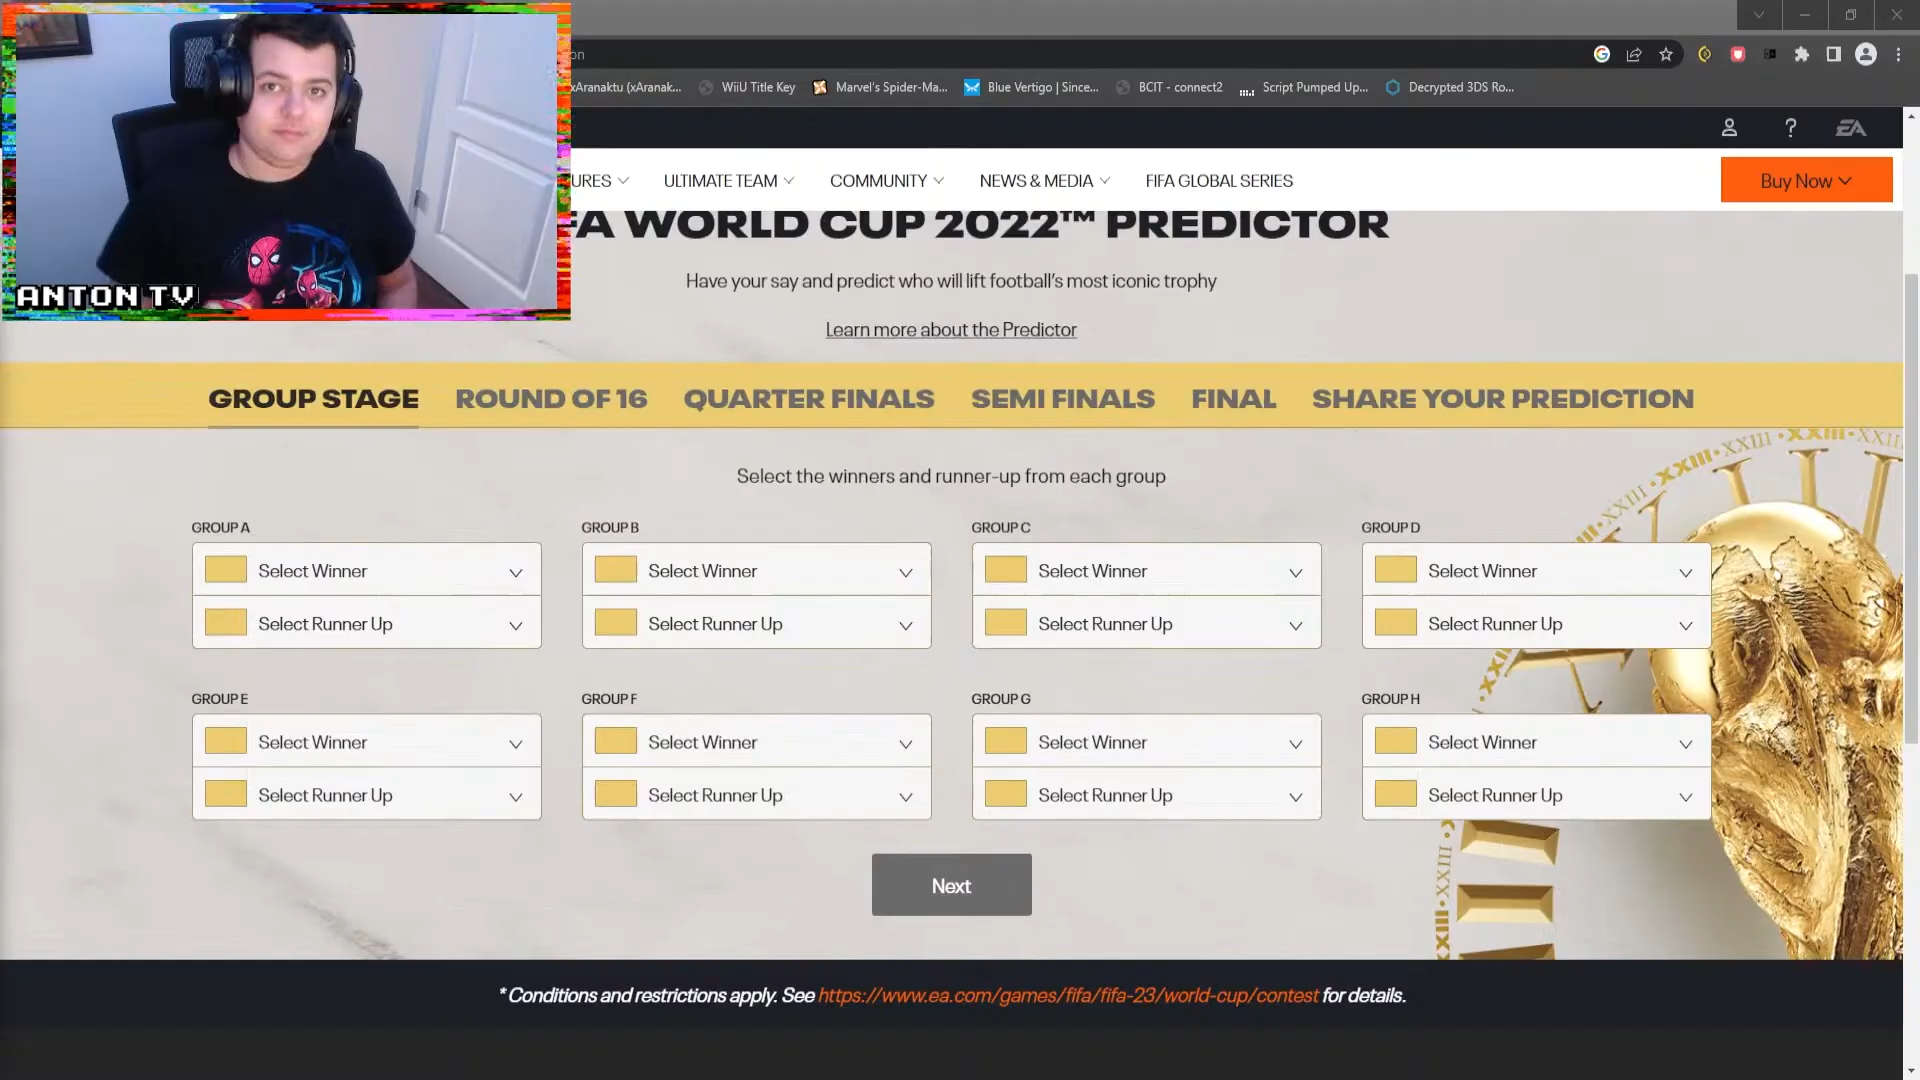 on
xAranaktu (xAranak...
WiiU Title Key
Marvel's Spider-Ma...
Blue Vertigo | Since...
BCIT - connect2
Script Pumped Up...
Decrypted 3DS Ro...
EA
URES
ULTIMATE TEAM
COMMUNITY
NEWS & MEDIA
FIFA GLOBAL SERIES
Buy Now
FA WORLD CUP 2022™ PREDICTOR
Have your say and predict who will lift football's most iconic trophy
ANTON TV
Learn more about the Predictor
GROUP STAGE
ROUND OF 16
QUARTER FINALS
SEMI FINALS
FINAL
SHARE YOUR PREDICTION
Select the winners and runner-up from each group
GROUP A
Select Winner
Select Runner Up
GROUP B
Select Winner
Select Runner Up
GROUP C
Select Winner
Select Runner Up
GROUP D
Select Winner
Select Runner Up
GROUP E
Select Winner
Select Runner Up
GROUP F
Select Winner
Select Runner Up
GROUP G
Select Winner
Select Runner Up
GROUP H
Select Winner
Select Runner Up
Next
* Conditions and restrictions apply. See https://www.ea.com/games/fifa/fifa-23/world-cup/contest for details.